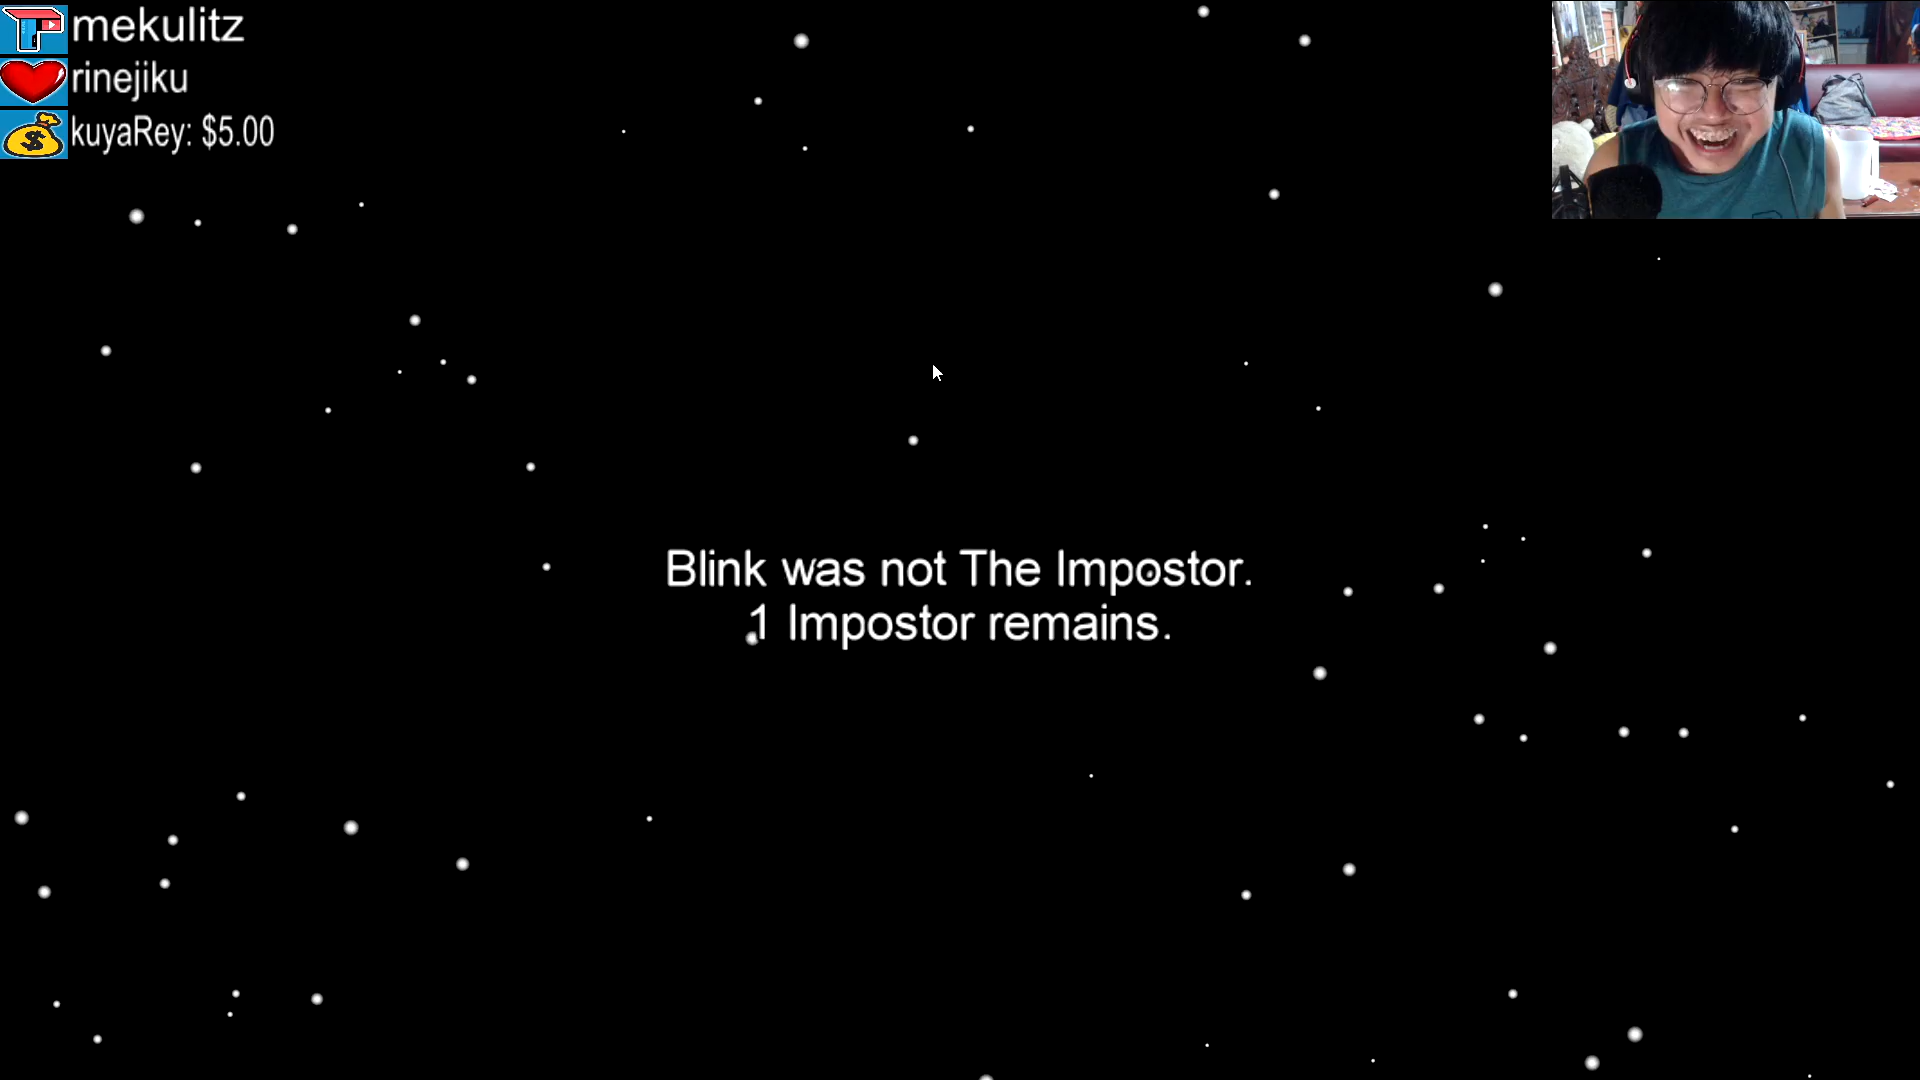 mekulitz
rinejiku
kuyaRey: $5.00
Blink was not The Impostor.
1 Impostor remains.